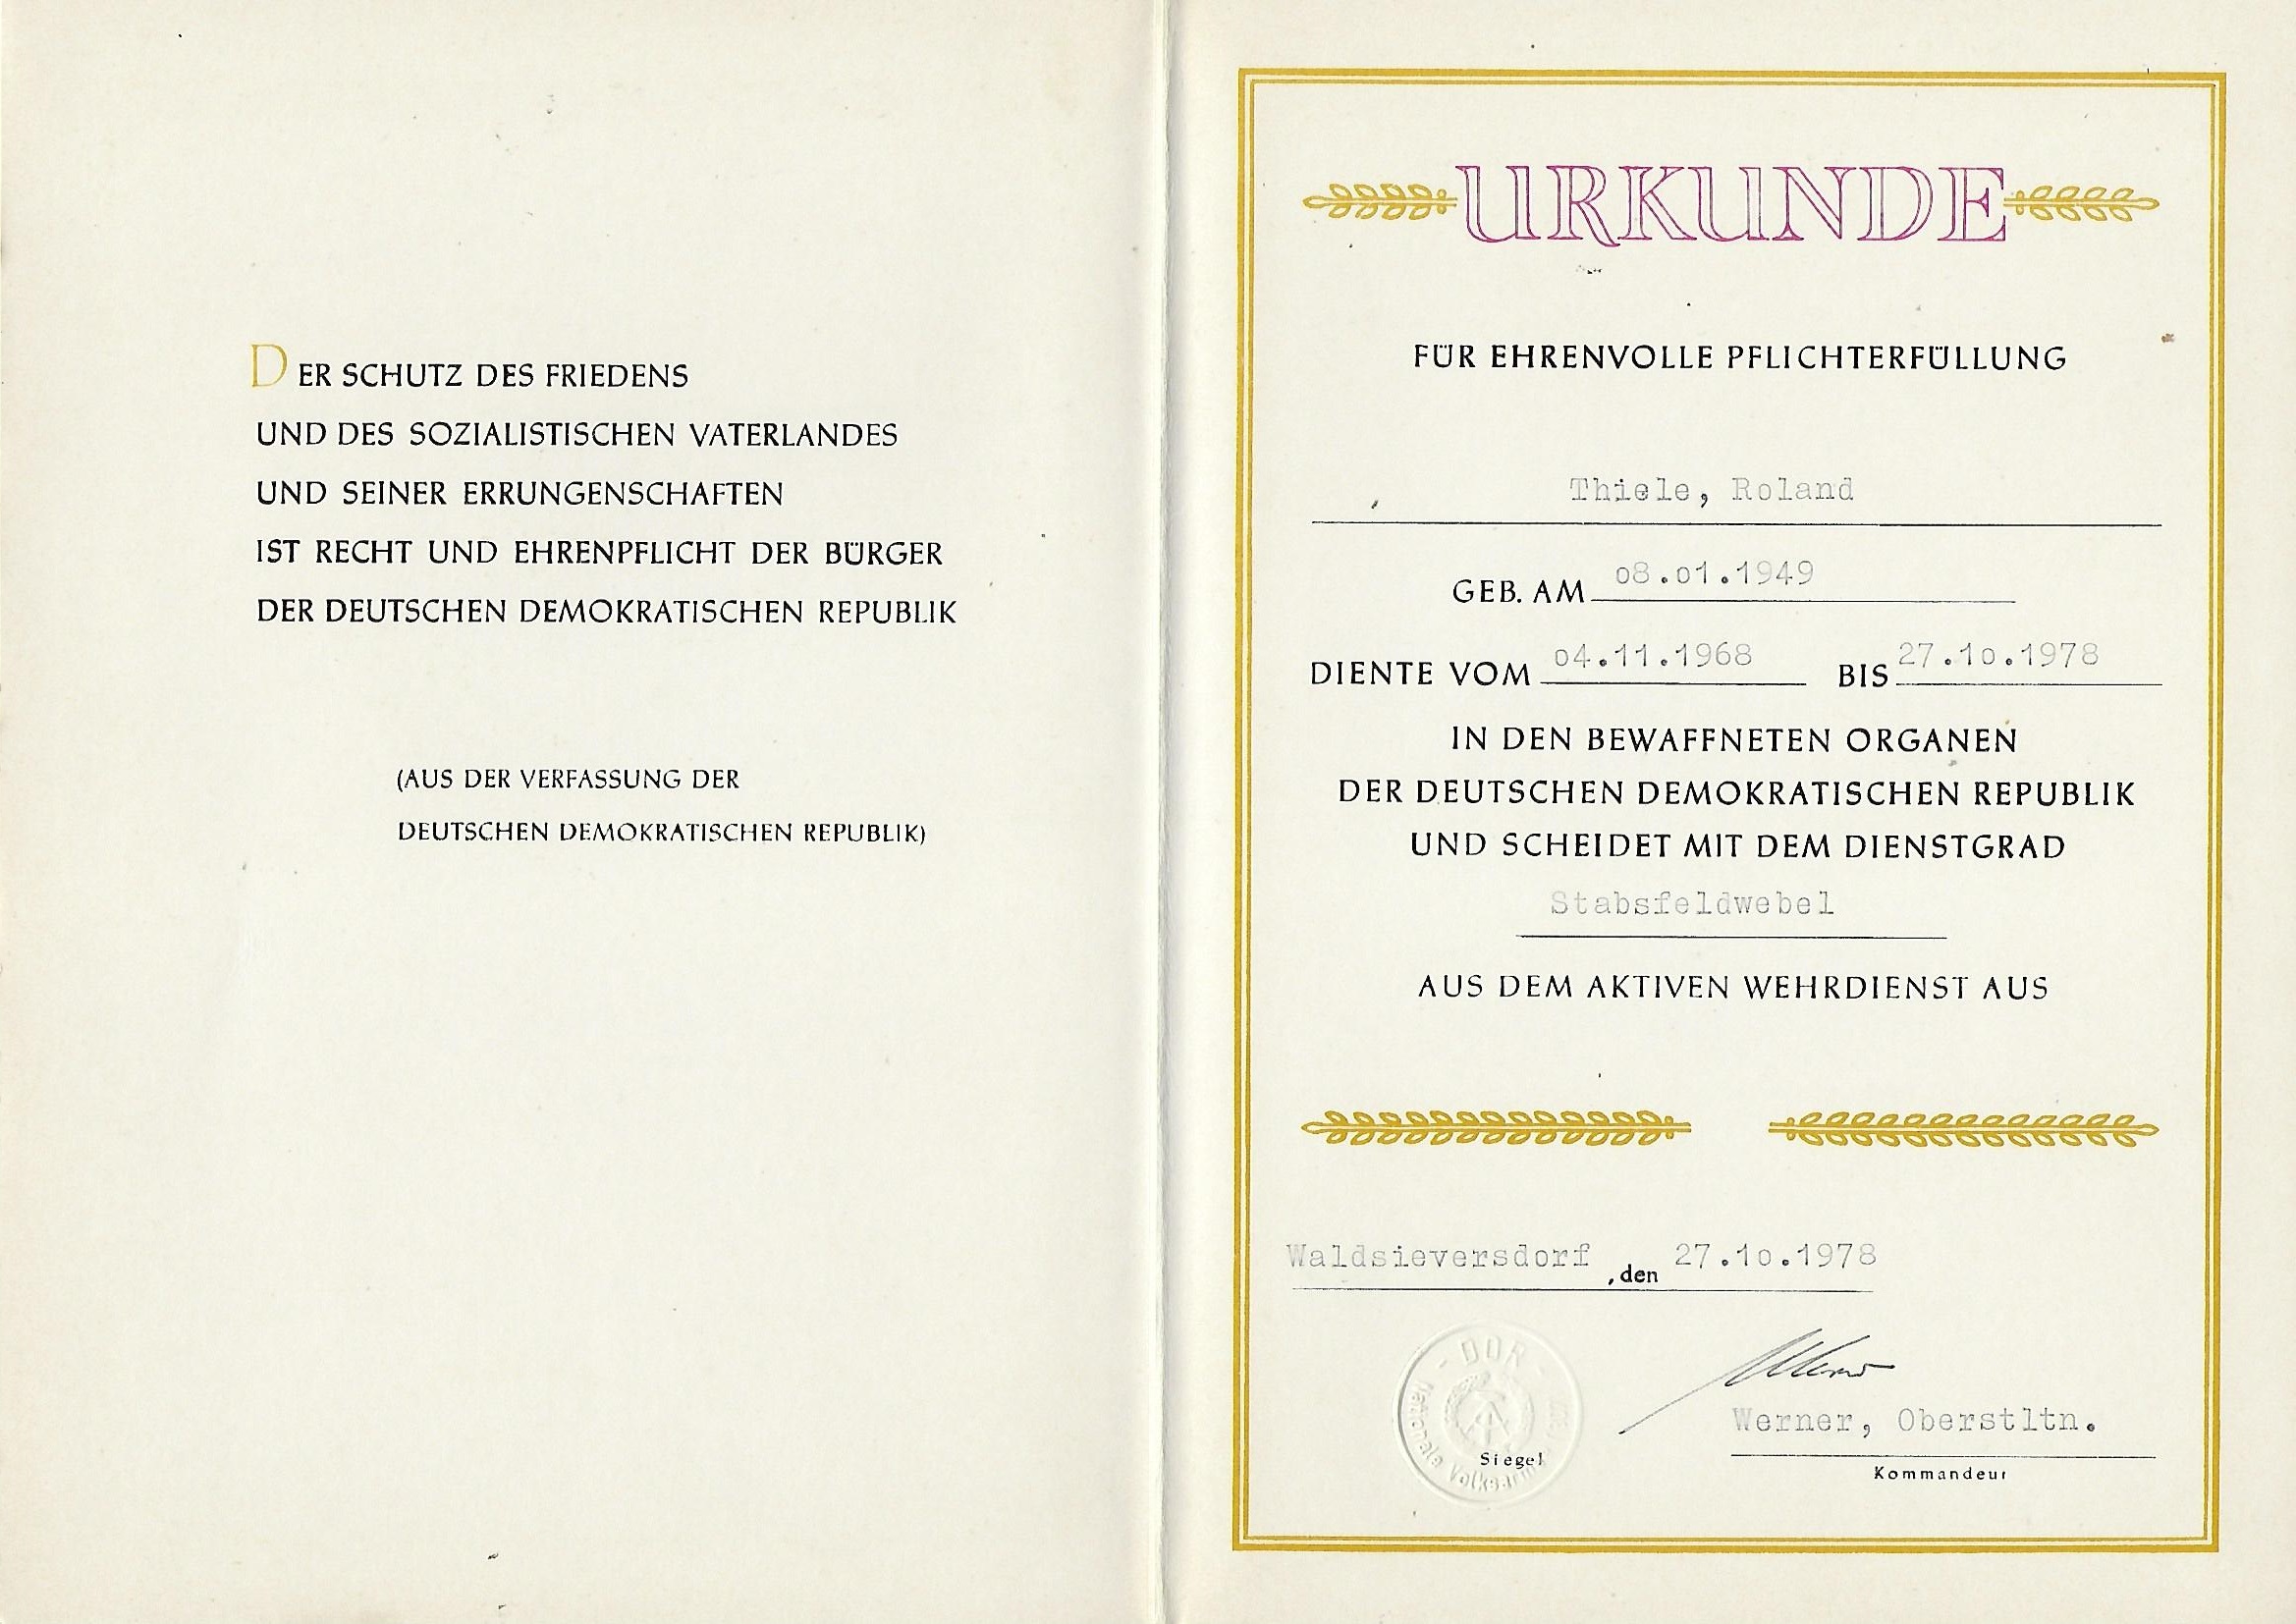 DER SCHUTZ DES FRIEDENS
UND DES SOZIALISTISCHEN VATERLANDES
UND SEINER ERRUNGENSCHAFTEN
IST RECHT UND EHRENPFLICHT DER BÜRGER
DER DEUTSCHEN DEMOKRATISCHEN REPUBLIK
(AUS DER VERFASSUNG DER
DEUTSCHEN DEMOKRATISCHEN REPUBLIK)
URKUNDE
FÜR EHRENVOLLE PFLICHTERFÜLLUNG
Thiele, Roland
GEB. AM 08.01.1949
DIENTE VOM 04.11.1968 BIS 27.10.1978
IN DEN BEWAFFNETEN ORGANEN
DER DEUTSCHEN DEMOKRATISCHEN REPUBLIK
UND SCHEIDET MIT DEM DIENSTGRAD
Stabsfeldwebel
AUS DEM AKTIVEN WEHRDIENST AUS
Waldsieversdorf , den 27.10.1978
- DDR -
Nationale Volksarmee
Siegel
Werner, Oberstltn.
Kommandeur